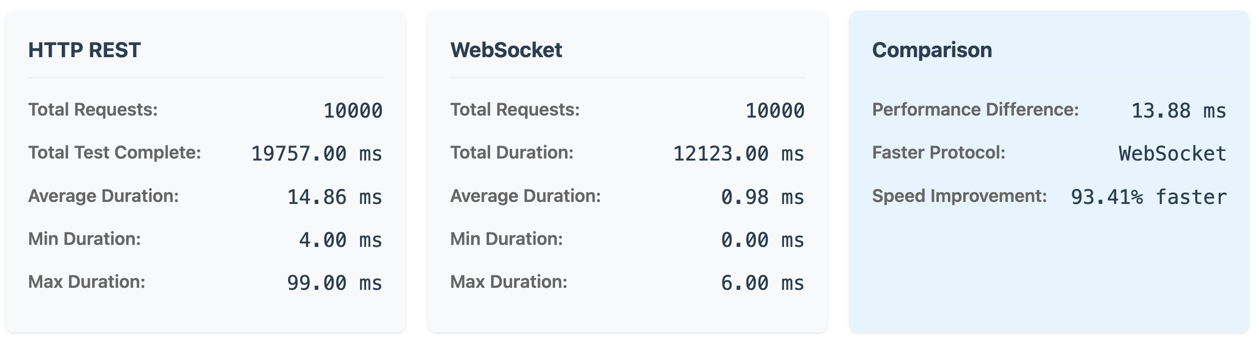 HTTP REST
Total Requests: 10000
Total Test Complete: 19757.00 ms
Average Duration: 14.86 ms
Min Duration: 4.00 ms
Max Duration: 99.00 ms
WebSocket
Total Requests: 10000
Total Duration: 12123.00 ms
Average Duration: 0.98 ms
Min Duration: 0.00 ms
Max Duration: 6.00 ms
Comparison
Performance Difference: 13.88 ms
Faster Protocol: WebSocket
Speed Improvement: 93.41% faster